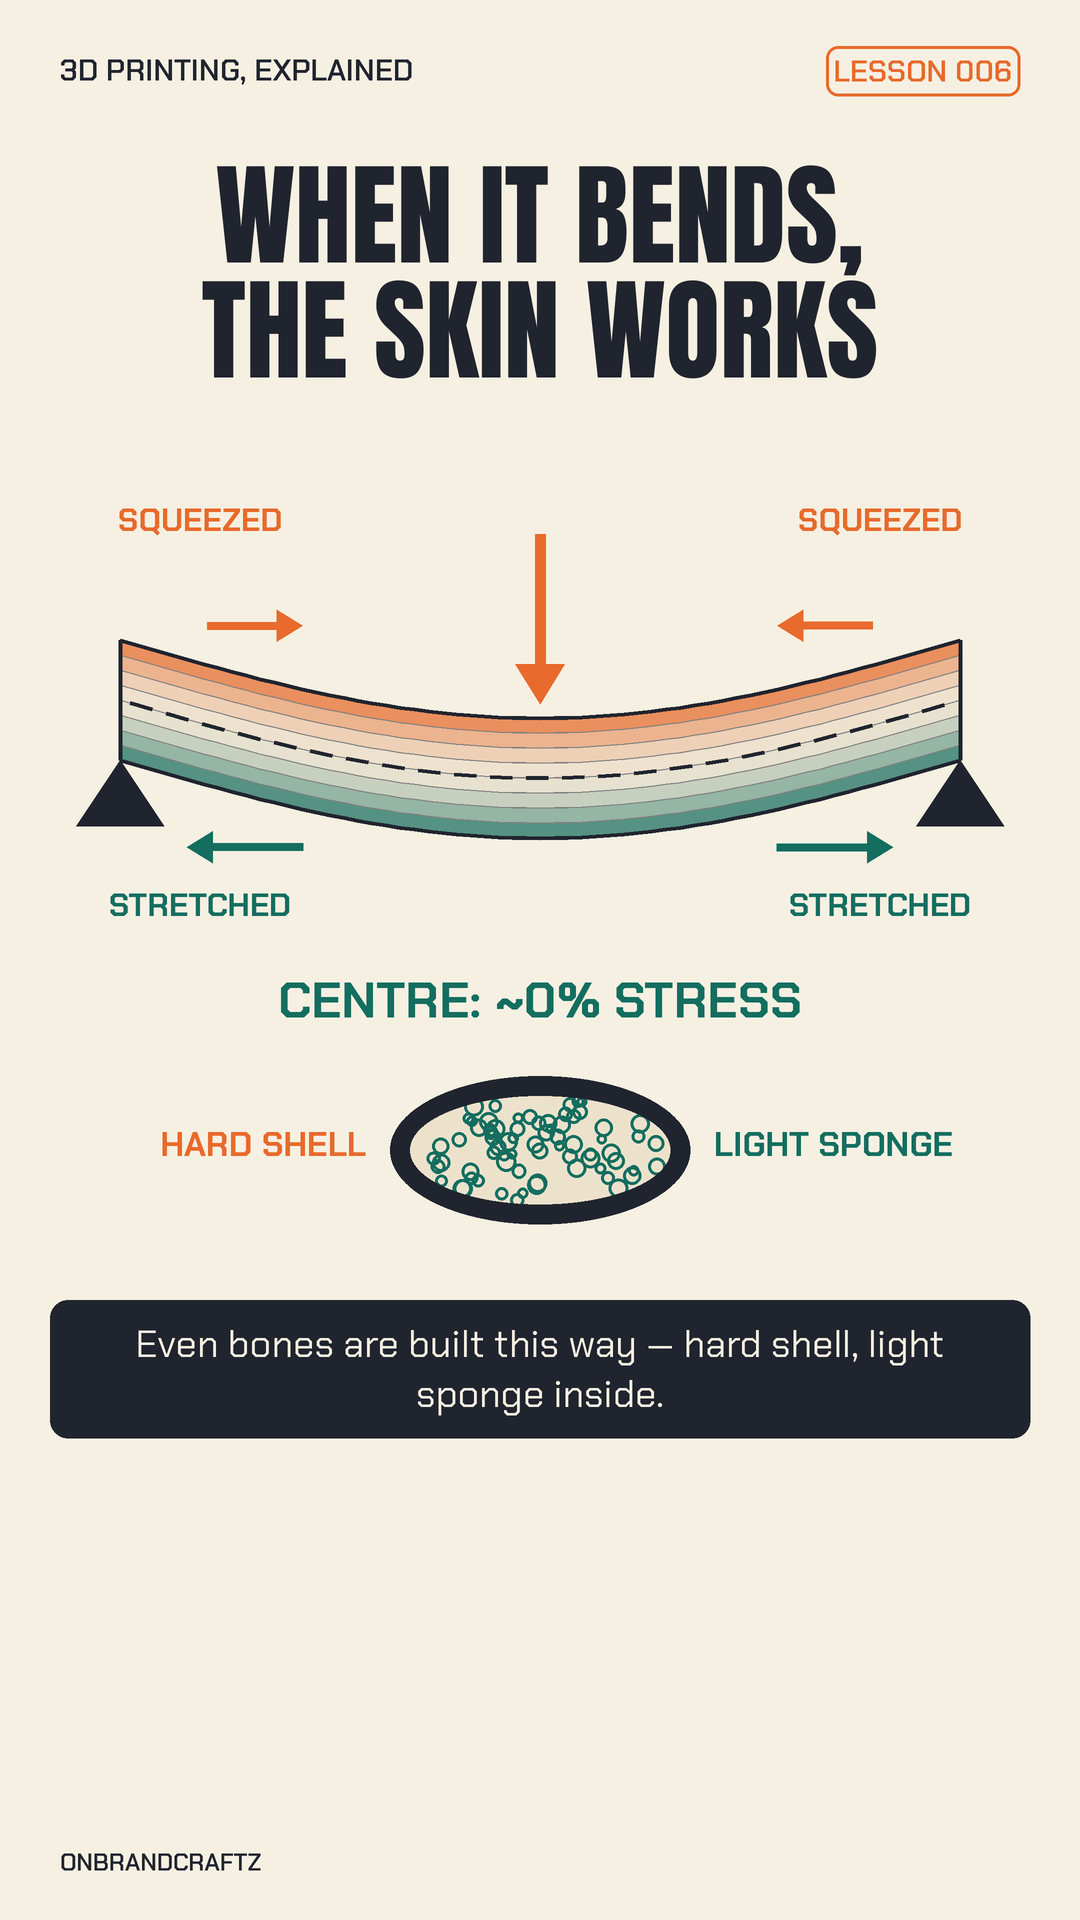 3D PRINTING, EXPLAINED
LESSON 006
WHEN IT BENDS,
THE SKIN WORKS
SQUEEZED
SQUEEZED
STRETCHED
STRETCHED
CENTRE: ~0% STRESS
HARD SHELL
LIGHT SPONGE
Even bones are built this way — hard shell, light
sponge inside.
ONBRANDCRAFTZ